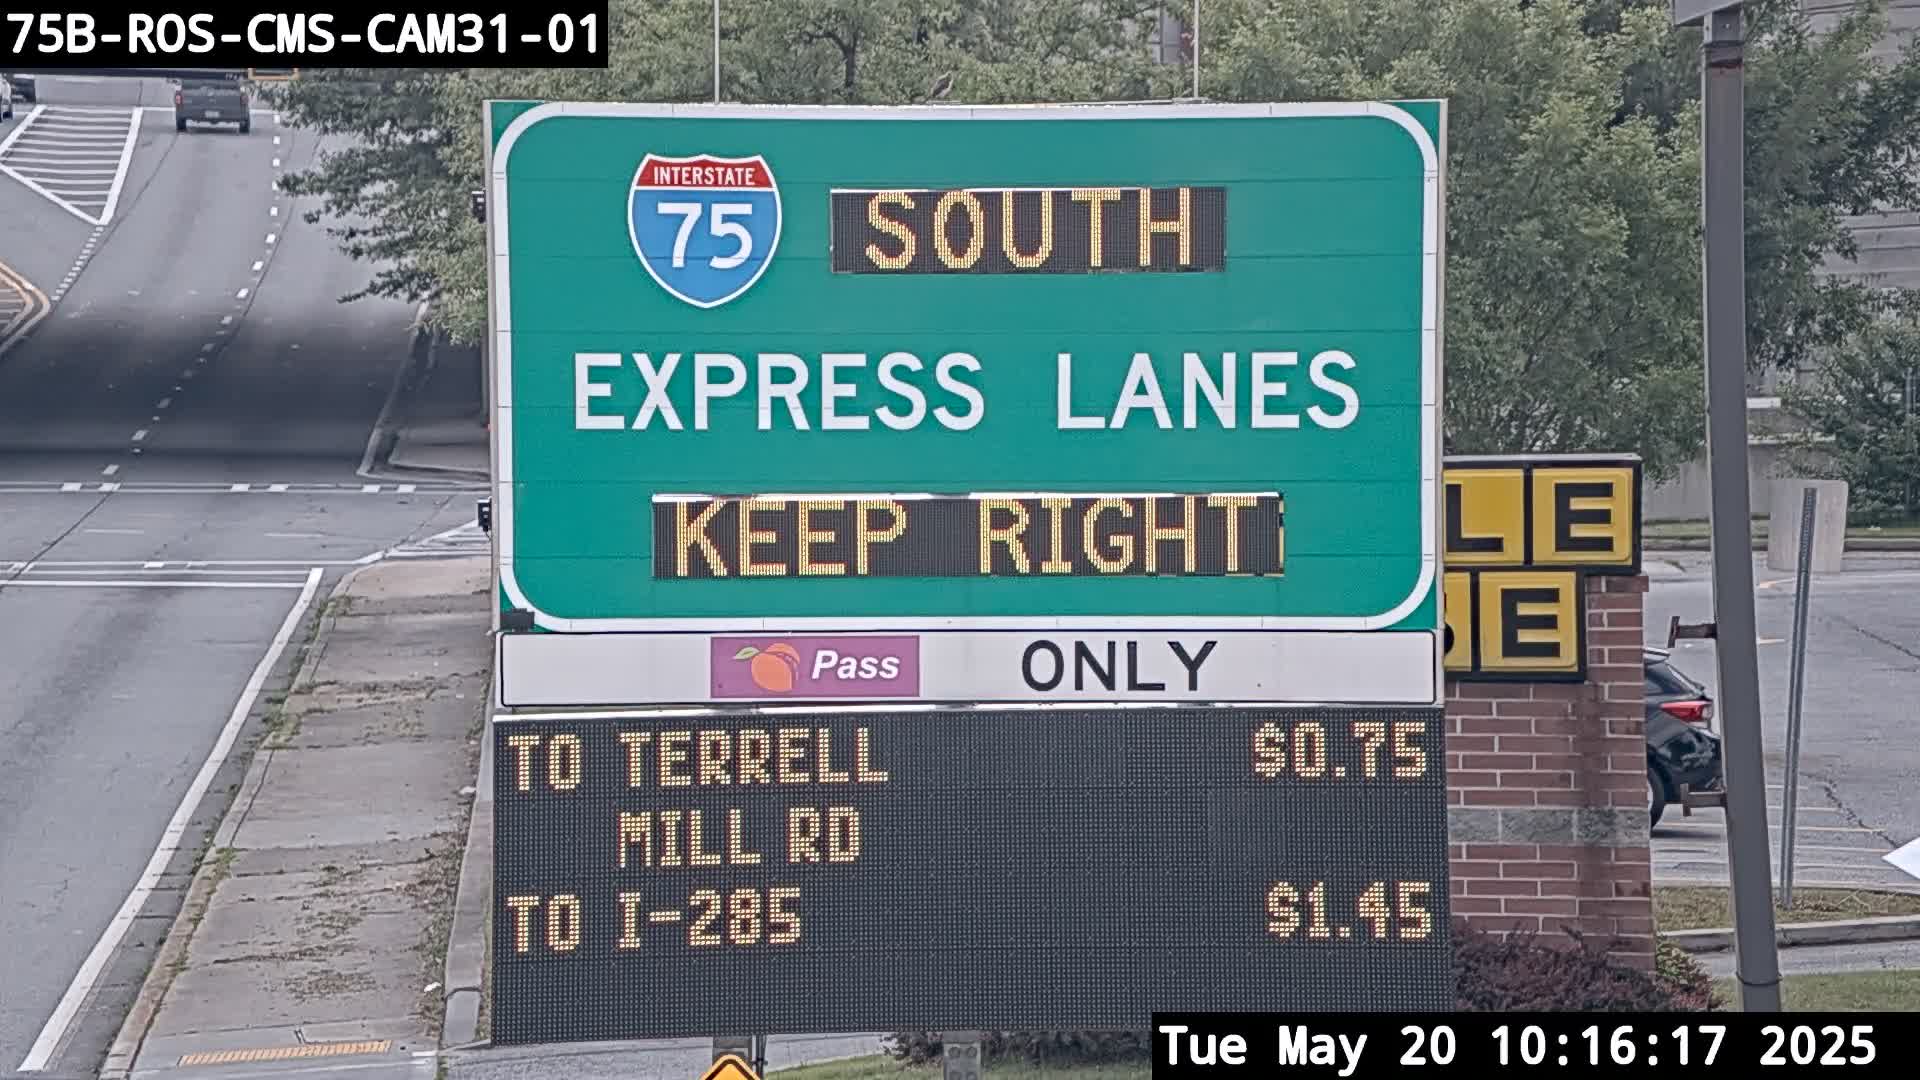 75B-ROS-CMS-CAM31-01
INTERSTATE
75
SOUTH
EXPRESS LANES
KEEP RIGHT
Pass ONLY
TO TERRELL $0.75
MILL RD
TO I-285 $1.45
LE
E
Tue May 20 10:16:17 2025